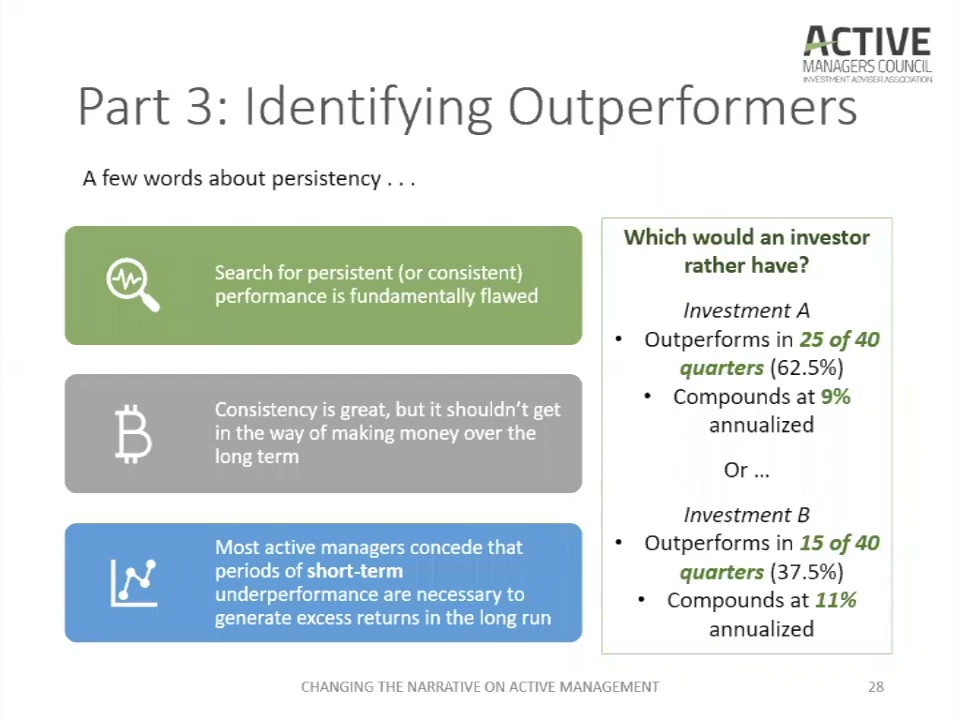 ACTIVE
MANAGERS COUNCIL
INVESTMENT ADVISER ASSOCIATION
Part 3: Identifying Outperformers
A few words about persistency . . .
Search for persistent (or consistent)
performance is fundamentally flawed
Consistency is great, but it shouldn't get
in the way of making money over the
long term
Most active managers concede that
periods of short-term
underperformance are necessary to
generate excess returns in the long run
Which would an investor
rather have?
Investment A
• Outperforms in 25 of 40
quarters (62.5%)
• Compounds at 9%
annualized
Or ...
Investment B
• Outperforms in 15 of 40
quarters (37.5%)
• Compounds at 11%
annualized
CHANGING THE NARRATIVE ON ACTIVE MANAGEMENT
28